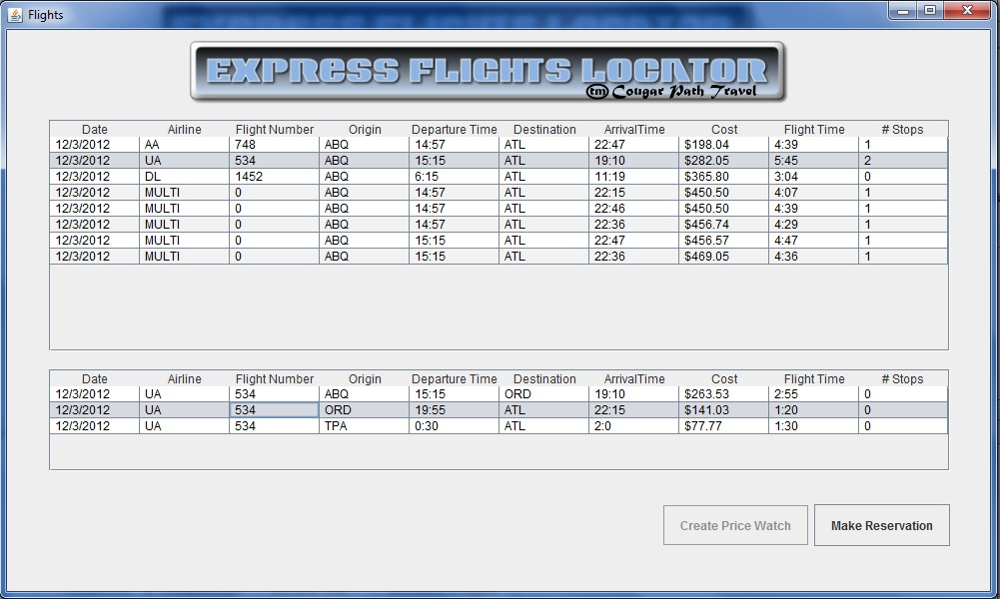 Flights
EXPRESS FLIGHTS LOCATOR
tm Cougar Path Travel
Date Airline Flight Number Origin Departure Time Destination ArrivalTime Cost Flight Time # Stops
12/3/2012 AA 748 ABQ 14:57 ATL 22:47 $198.04 4:39 1
12/3/2012 UA 534 ABQ 15:15 ATL 19:10 $282.05 5:45 2
12/3/2012 DL 1452 ABQ 6:15 ATL 11:19 $365.80 3:04 0
12/3/2012 MULTI 0 ABQ 14:57 ATL 22:15 $450.50 4:07 1
12/3/2012 MULTI 0 ABQ 14:57 ATL 22:46 $450.50 4:39 1
12/3/2012 MULTI 0 ABQ 14:57 ATL 22:36 $456.74 4:29 1
12/3/2012 MULTI 0 ABQ 15:15 ATL 22:47 $456.57 4:47 1
12/3/2012 MULTI 0 ABQ 15:15 ATL 22:36 $469.05 4:36 1
Date Airline Flight Number Origin Departure Time Destination ArrivalTime Cost Flight Time # Stops
12/3/2012 UA 534 ABQ 15:15 ORD 19:10 $263.53 2:55 0
12/3/2012 UA 534 ORD 19:55 ATL 22:15 $141.03 1:20 0
12/3/2012 UA 534 TPA 0:30 ATL 2:0 $77.77 1:30 0
Create Price Watch Make Reservation